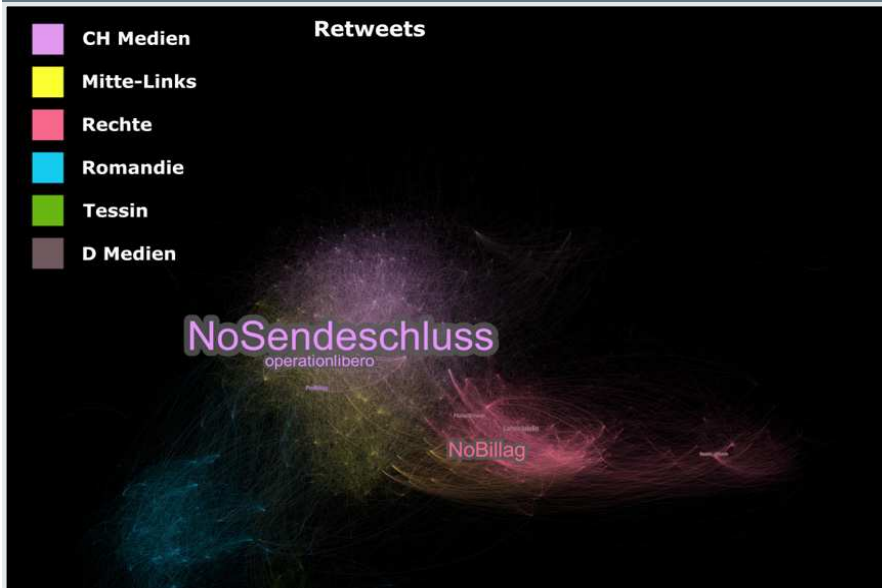 Retweets
CH Medien
Mitte-Links
Rechte
Romandie
Tessin
D Medien
NoSendeschluss
operationlibero
NoBillag